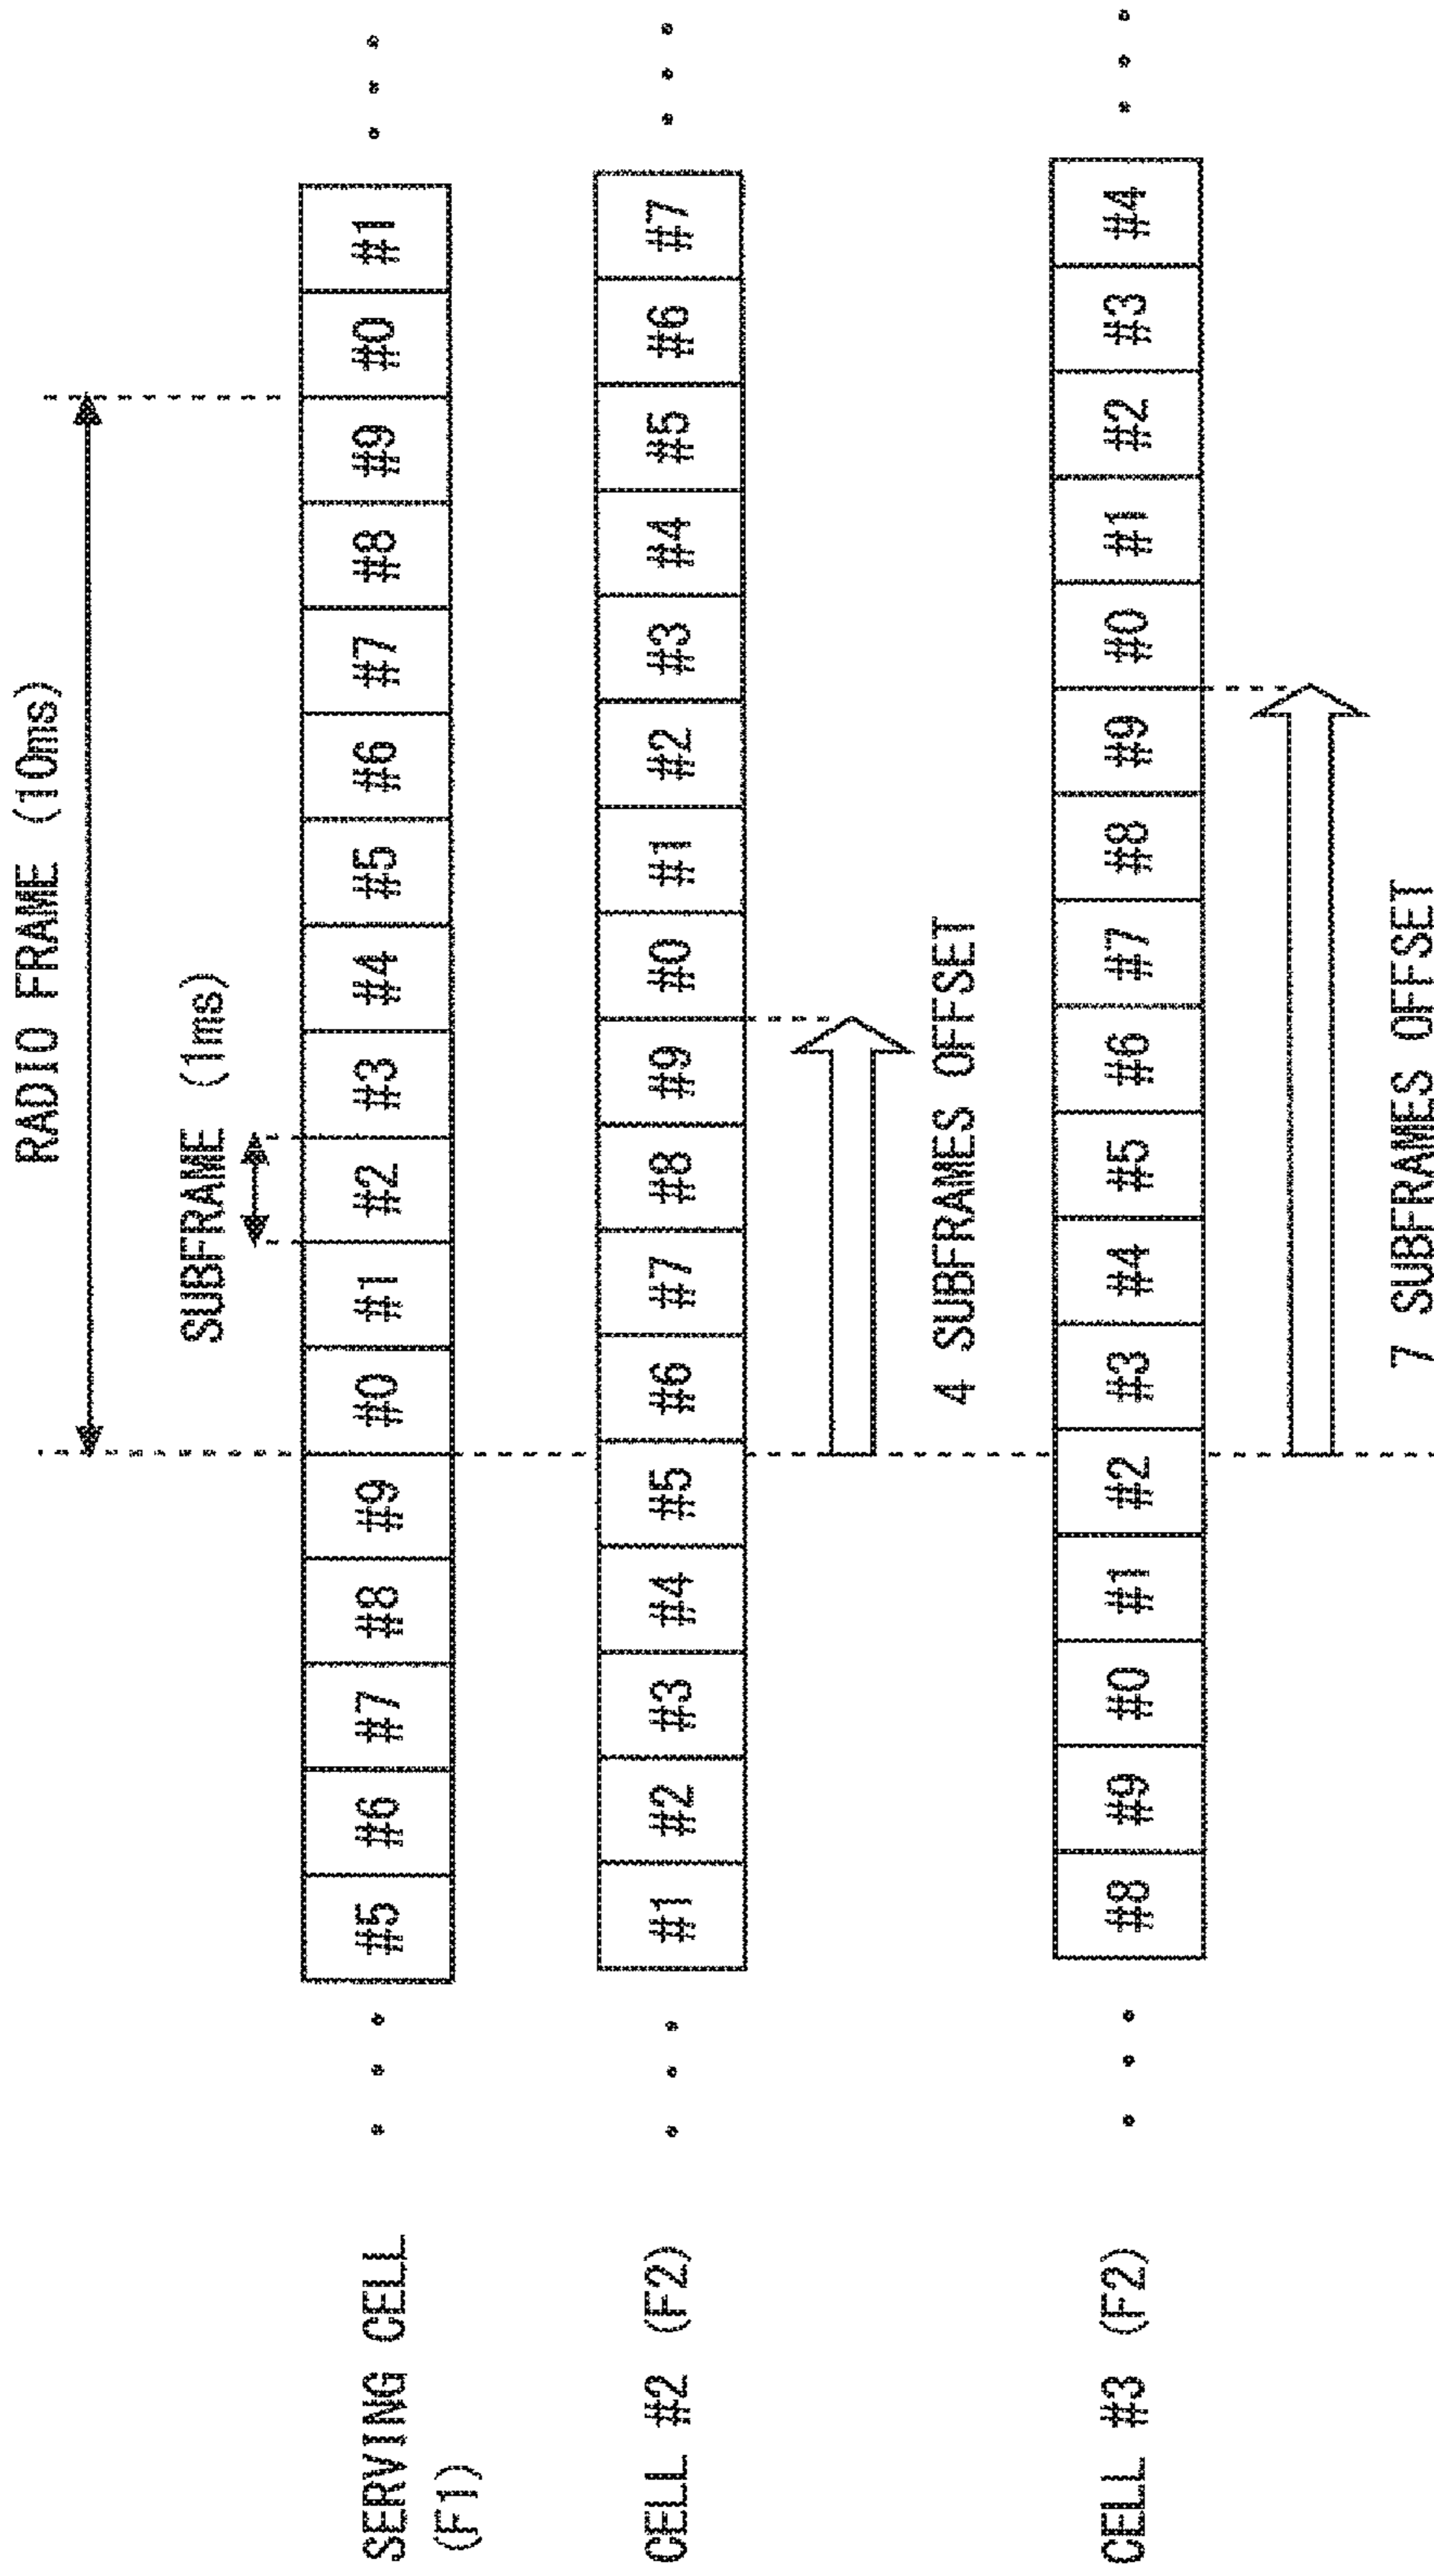 RADIO FRAME (10ms)
SUBFRAME (1ms)
SERVING CELL
(F1)
#5 #6 #7 #8 #9 #0 #1 #2 #3 #4 #5 #6 #7 #8 #9 #0 #1
CELL #2 (F2)
#1 #2 #3 #4 #5 #6 #7 #8 #9 #0 #1 #2 #3 #4 #5 #6 #7
4 SUBFRAMES OFFSET
CELL #3 (F2)
#8 #9 #0 #1 #2 #3 #4 #5 #6 #7 #8 #9 #0 #1 #2 #3 #4
7 SUBFRAMES OFFSET